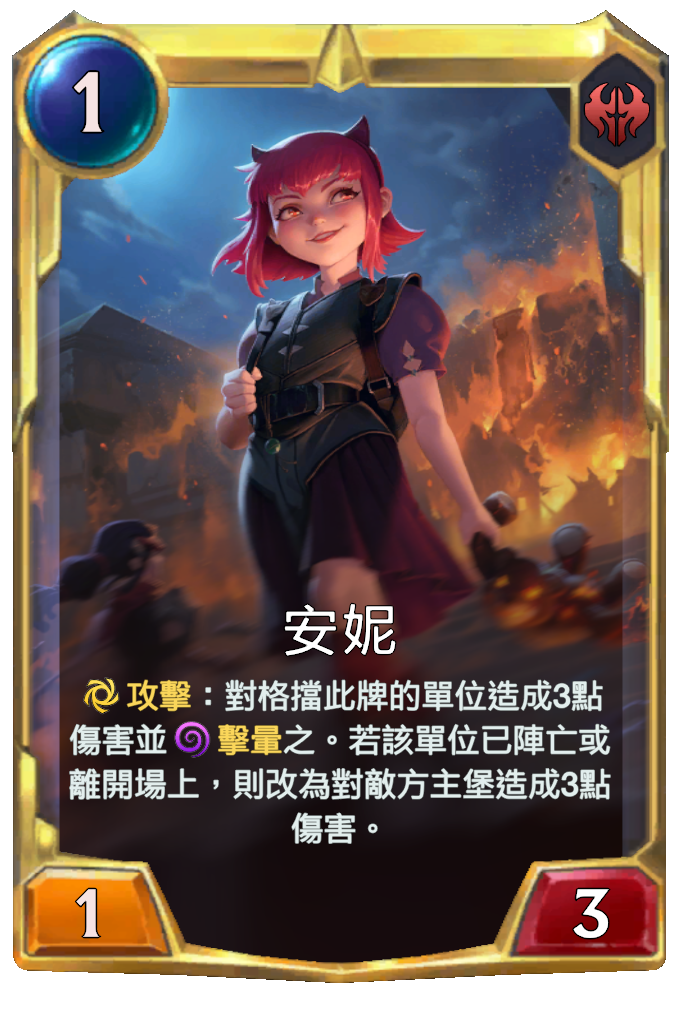 1
安妮
攻擊：對格擋此牌的單位造成3點
傷害並擊暈之。若該單位已陣亡或
離開場上，則改為對敵方主堡造成3點
傷害。
1
3